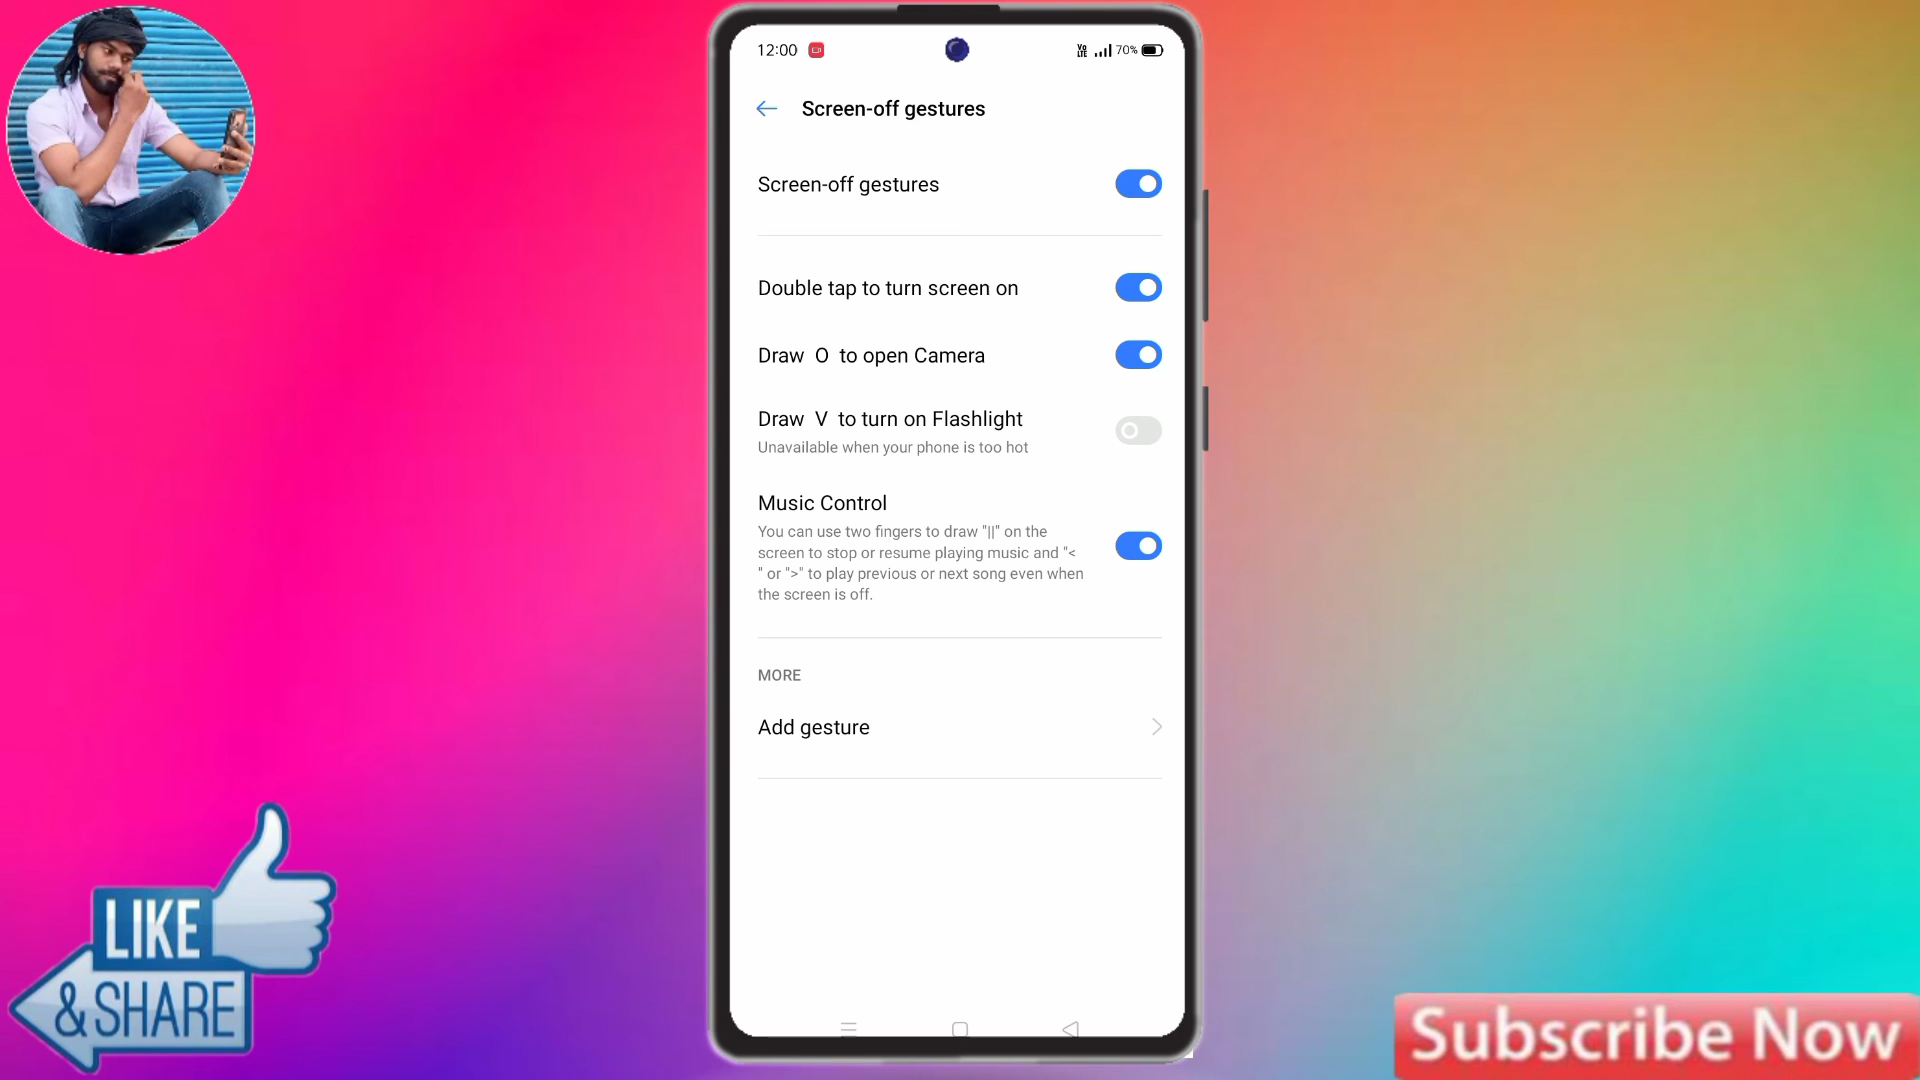 12:00
Vo LTE 70%
Screen-off gestures
Screen-off gestures
Double tap to turn screen on
Draw O to open Camera
Draw V to turn on Flashlight
Unavailable when your phone is too hot
Music Control
You can use two fingers to draw "||" on the
screen to stop or resume playing music and "<
" or ">" to play previous or next song even when
the screen is off.
MORE
Add gesture
LIKE
&SHARE
Subscribe Now